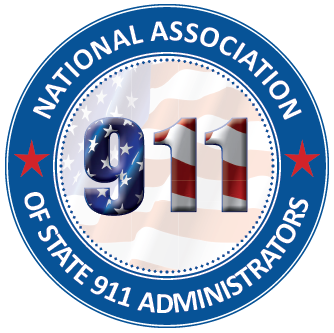 NATIONAL ASSOCIATION
911
OF STATE 911 ADMINISTRATORS